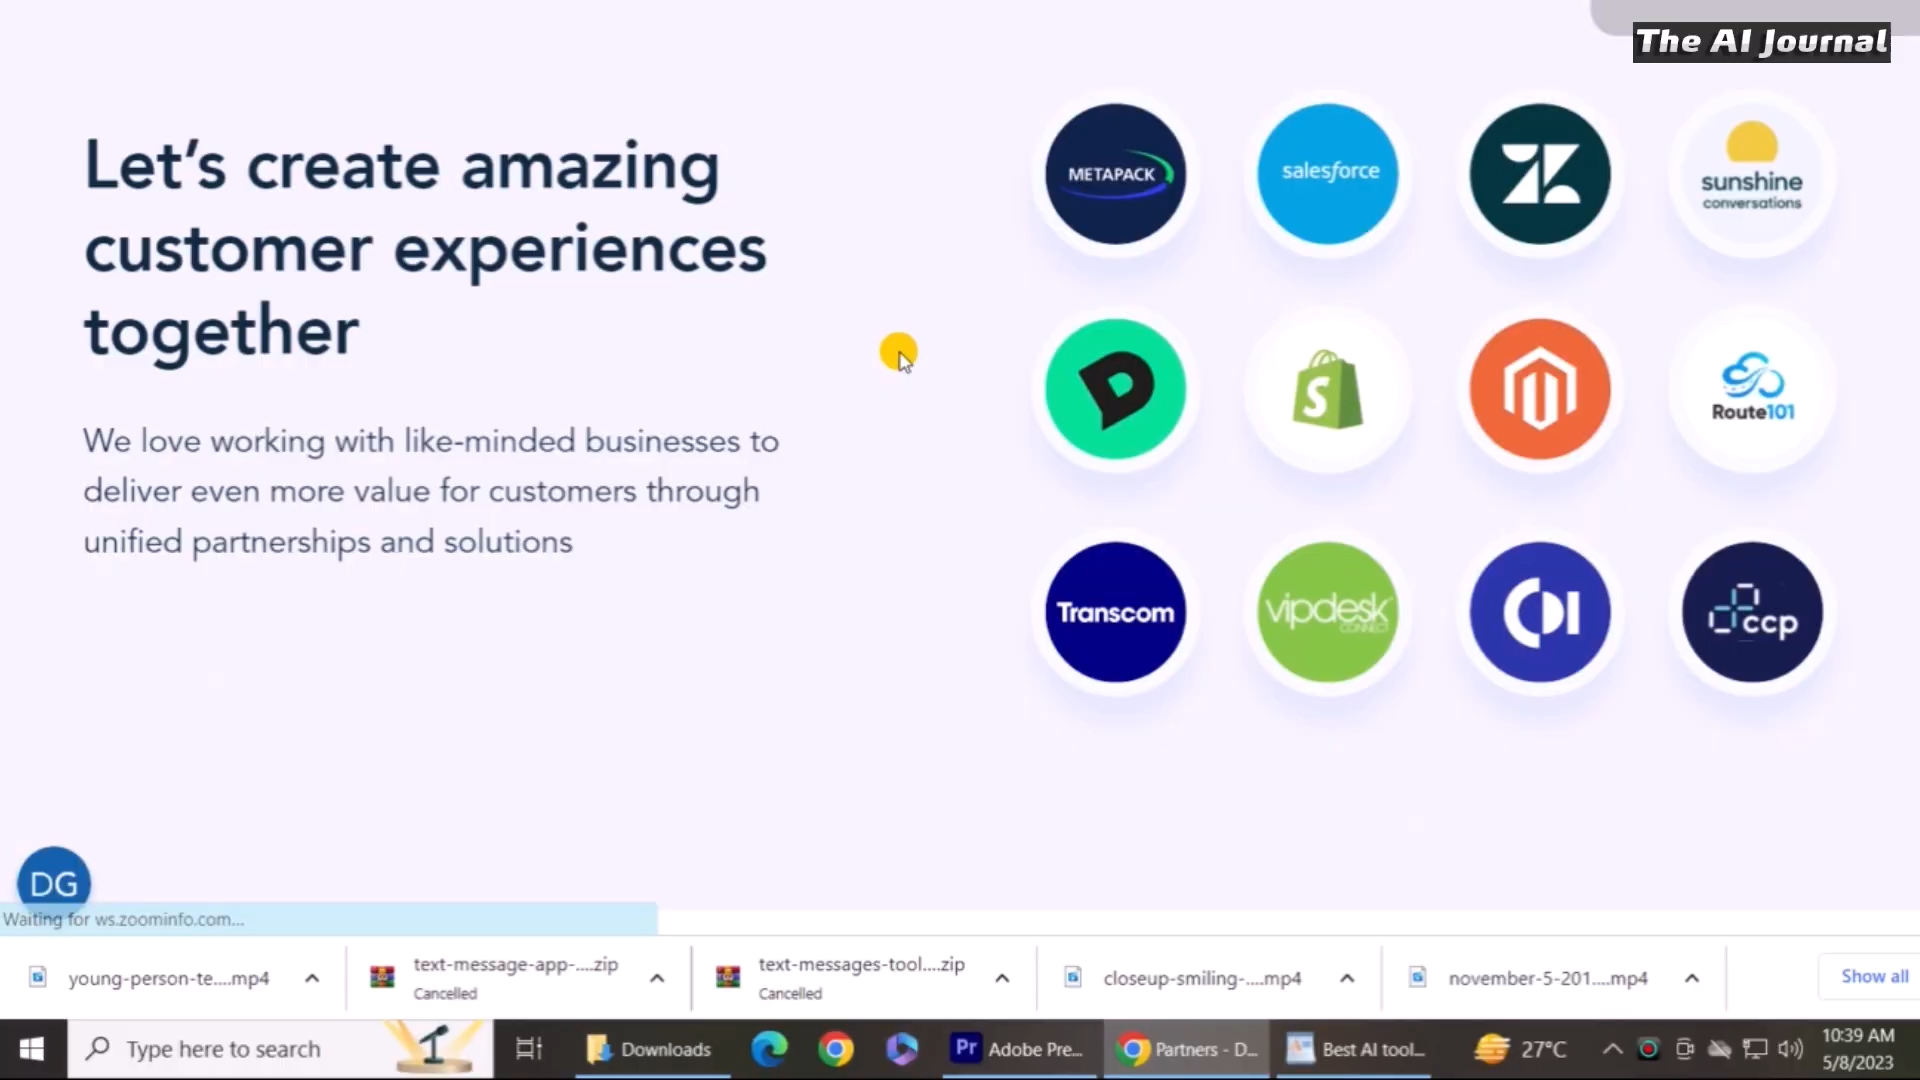 The AI Journal
Let's create amazing
customer experiences
together
We love working with like-minded businesses to
deliver even more value for customers through
unified partnerships and solutions
METAPACK
salesforce
sunshine
conversations
S
Route101
Transcom
vipdesk
CONNECT
ccp
DG
Waiting for ws.zoominfo.com...
young-person-te....mp4
text-message-app-....zip
Cancelled
text-messages-tool....zip
Cancelled
closeup-smiling-....mp4
november-5-201....mp4
Show all
Type here to search
Downloads
Pr
Adobe Pre...
Partners - D...
Best AI tool...
27°C
10:39 AM
5/8/2023